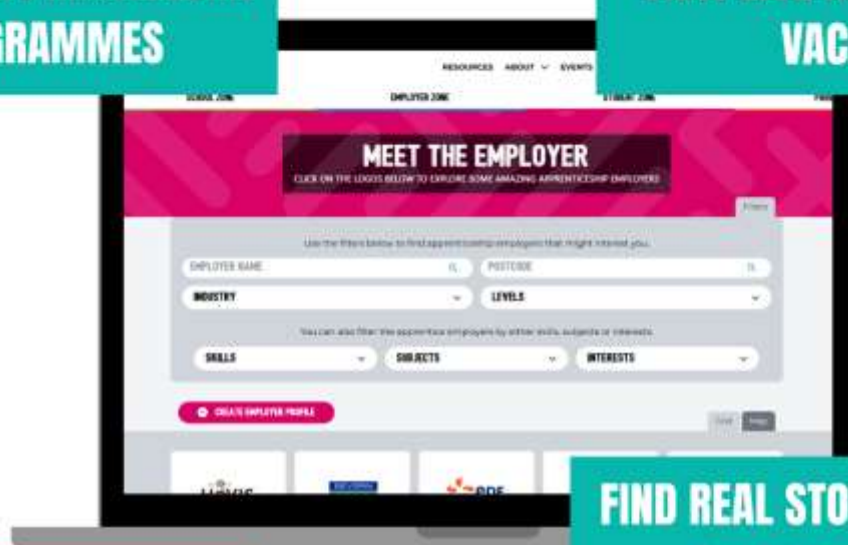 GRAMMES
VAC
RESOURCES ABOUT EVENTS
SCHOOL ZONE EMPLOYER ZONE STUDENT ZONE
MEET THE EMPLOYER
CLICK ON THE LOGOS BELOW TO EXPLORE SOME AMAZING APPRENTICESHIP EMPLOYERS
Filters
Use the filters below to find apprenticeship employers that might interest you.
EMPLOYER NAME POSTCODE
INDUSTRY LEVELS
You can also filter the apprentice employers by either skills, subjects or interests.
SKILLS SUBJECTS INTERESTS
CREATE EMPLOYER PROFILE
HOVIS EDF
FIND REAL STO